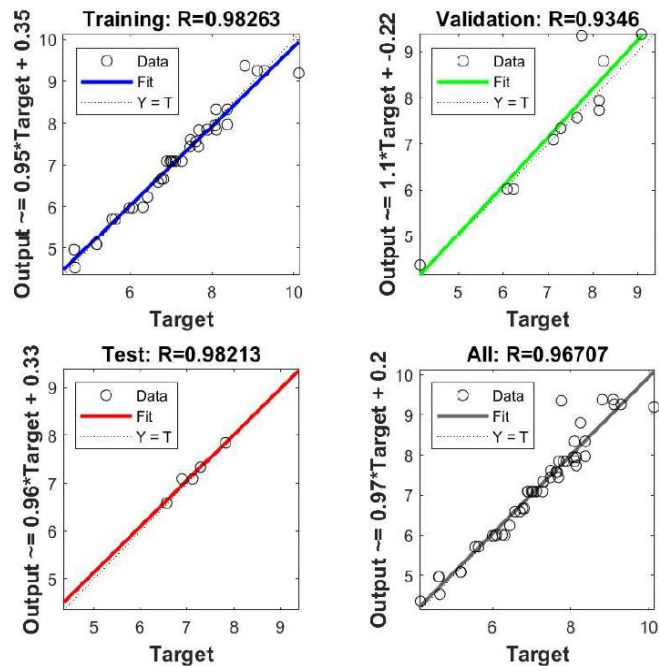 Training: R=0.98263
Output ~= 0.95*Target + 0.35
10
9
8
7
6
5
Data
Fit
Y = T
6
8
10
Target
Validation: R=0.9346
Output ~= 1.1*Target + -0.22
9
8
7
6
5
Data
Fit
Y = T
5
6
7
8
9
Target
Test: R=0.98213
Output ~= 0.96*Target + 0.33
9
8
7
6
5
Data
Fit
Y = T
5
6
7
8
9
Target
All: R=0.96707
Output ~= 0.97*Target + 0.2
10
9
8
7
6
5
Data
Fit
Y = T
6
8
10
Target